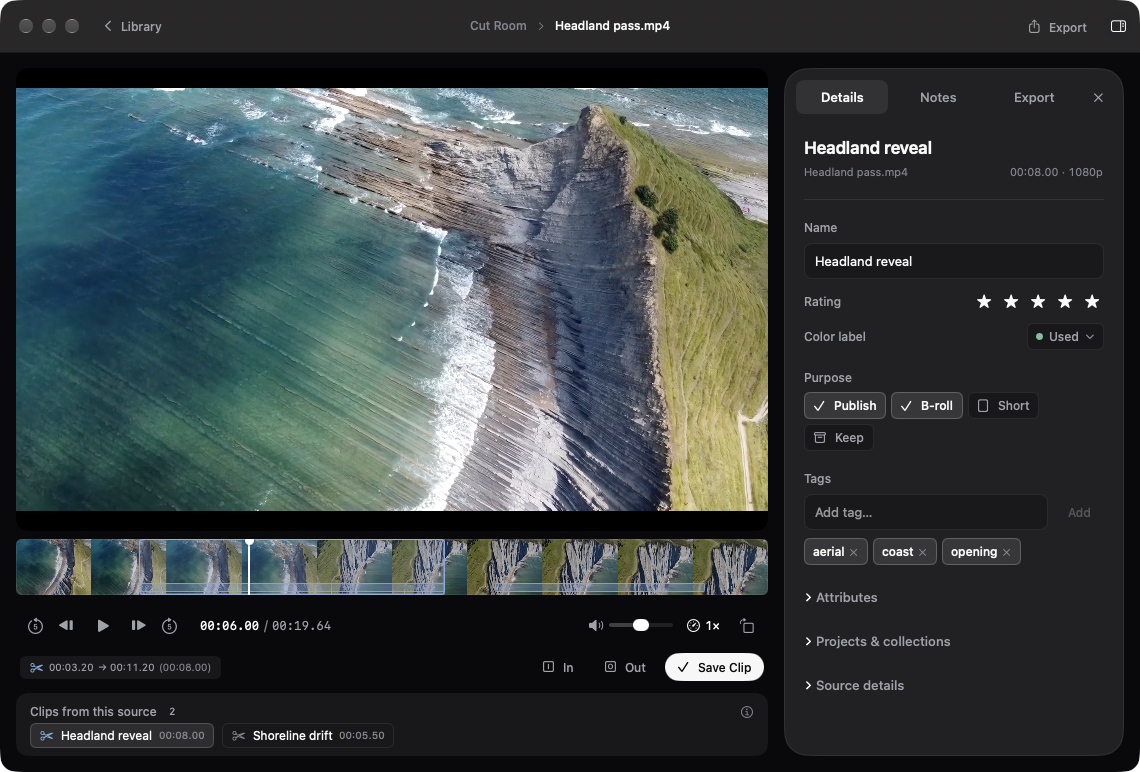 Library
Cut Room > Headland pass.mp4
Export
Details
Notes
Export
Headland reveal
Headland pass.mp4
00:08.00 · 1080p
Name
Headland reveal
Rating
Color label
Used
Purpose
Publish
B-roll
Short
Keep
Tags
Add tag...
Add
aerial
coast
opening
Attributes
Projects & collections
Source details
5
5
00:06.00 / 00:19.64
1×
00:03.20 → 00:11.20 (00:08.00)
In
Out
Save Clip
Clips from this source 2
Headland reveal 00:08.00
Shoreline drift 00:05.50